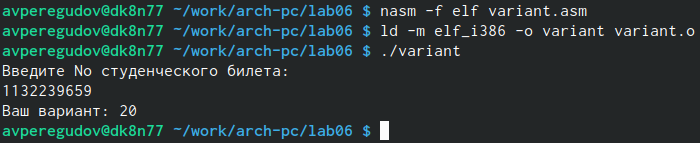 avperegudov@dk8n77 ~/work/arch-pc/lab06 $ nasm -f elf variant.asm
avperegudov@dk8n77 ~/work/arch-pc/lab06 $ ld -m elf_i386 -o variant variant.o
avperegudov@dk8n77 ~/work/arch-pc/lab06 $ ./variant
Введите No студенческого билета:
1132239659
Ваш вариант: 20
avperegudov@dk8n77 ~/work/arch-pc/lab06 $